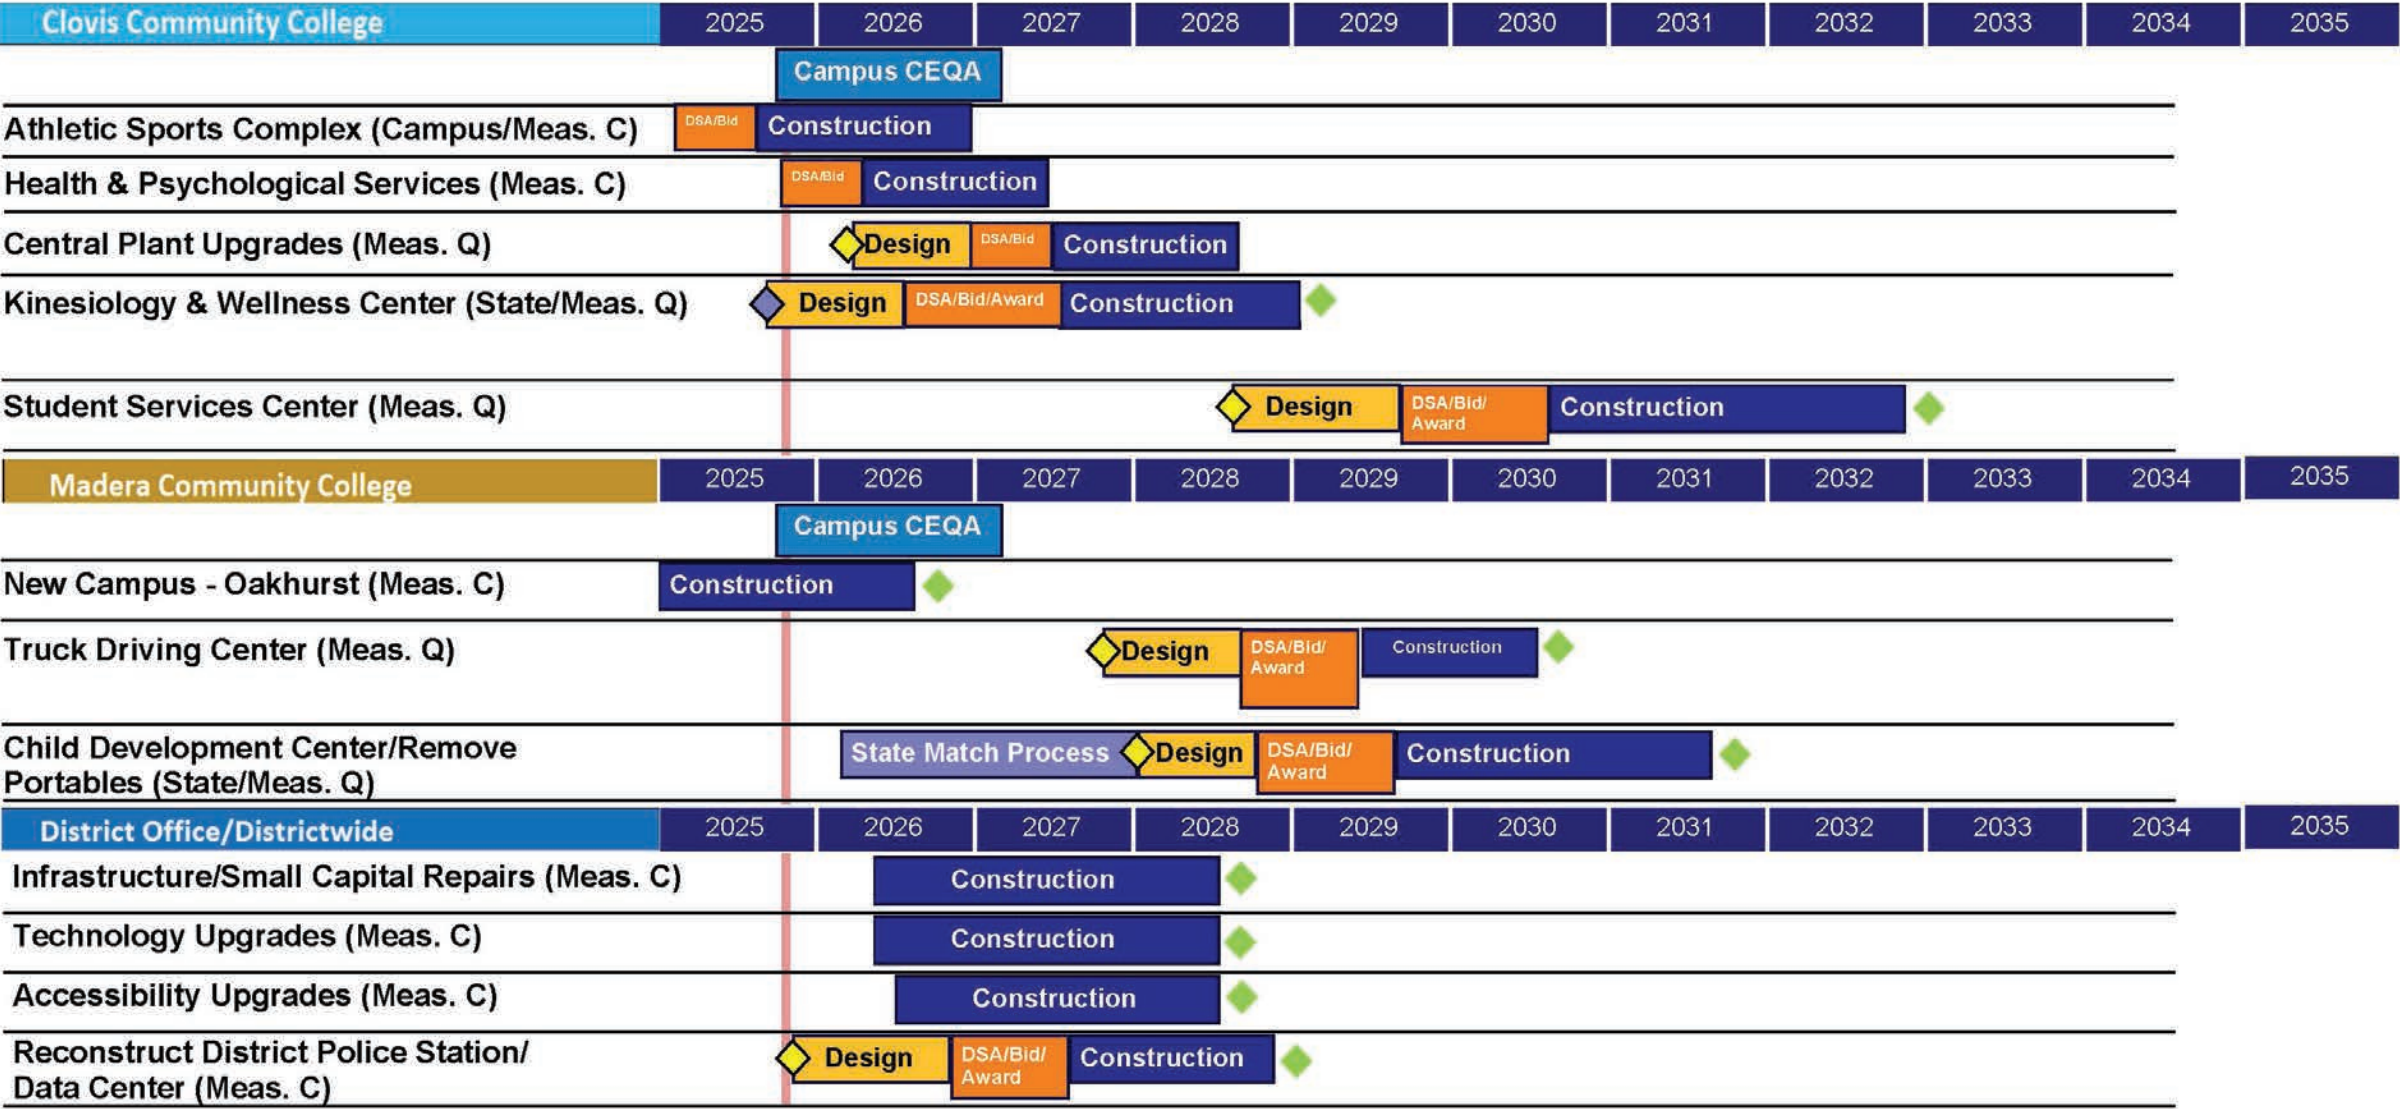 Clovis Community College 2025 2026 2027 2028 2029 2030 2031 2032 2033 2034 2035
Campus CEQA
Athletic Sports Complex (Campus/Meas. C) DSA/Bid Construction
Health & Psychological Services (Meas. C) DSA/Bid Construction
Central Plant Upgrades (Meas. Q) Design DSA/Bid Construction
Kinesiology & Wellness Center (State/Meas. Q) Design DSA/Bid/Award Construction
Student Services Center (Meas. Q) Design DSA/Bid/ Construction
Award
Madera Community College 2025 2026 2027 2028 2029 2030 2031 2032 2033 2034 2035
Campus CEQA
New Campus - Oakhurst (Meas. C) Construction
Truck Driving Center (Meas. Q) Design DSA/Bid/ Construction
Award
Child Development Center/Remove State Match Process Design DSA/Bid/ Construction
Portables (State/Meas. Q) Award
District Office/Districtwide 2025 2026 2027 2028 2029 2030 2031 2032 2033 2034 2035
Infrastructure/Small Capital Repairs (Meas. C) Construction
Technology Upgrades (Meas. C) Construction
Accessibility Upgrades (Meas. C) Construction
Reconstruct District Police Station/ Design DSA/Bid/ Construction
Data Center (Meas. C) Award